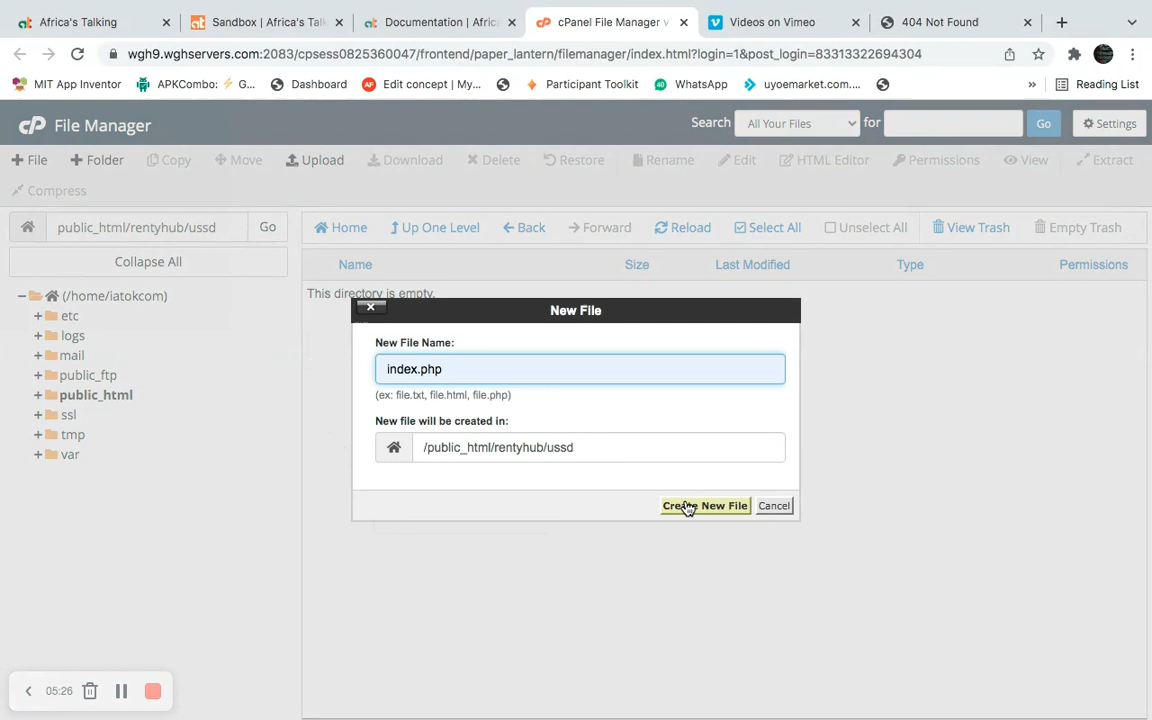 Africa's Talking
Sandbox | Africa's Talk
Documentation | Afric
cPanel File Manager v
Videos on Vimeo
404 Not Found
wgh9.wghservers.com:2083/cpsess0825360047/frontend/paper_lantern/filemanager/index.html?login=1&post_login=83313322694304
MIT App Inventor
APKCombo: G...
Dashboard
Edit concept | My...
Participant Toolkit
WhatsApp
uyoemarket.com....
»
Reading List
cP File Manager
Search All Your Files for Go Settings
+ File
+ Folder
Copy
Move
Upload
Download
Delete
Restore
Rename
Edit
HTML Editor
Permissions
View
Extract
Compress
public_html/rentyhub/ussd Go
Home
Up One Level
Back
Forward
Reload
Select All
Unselect All
View Trash
Empty Trash
Collapse All
Name Size Last Modified Type Permissions
This directory is empty.
(/home/iatokcom)
etc
logs
mail
public_ftp
public_html
ssl
tmp
var
New File
New File Name:
index.php
(ex: file.txt, file.html, file.php)
New file will be created in:
/public_html/rentyhub/ussd
Create New File Cancel
05:26